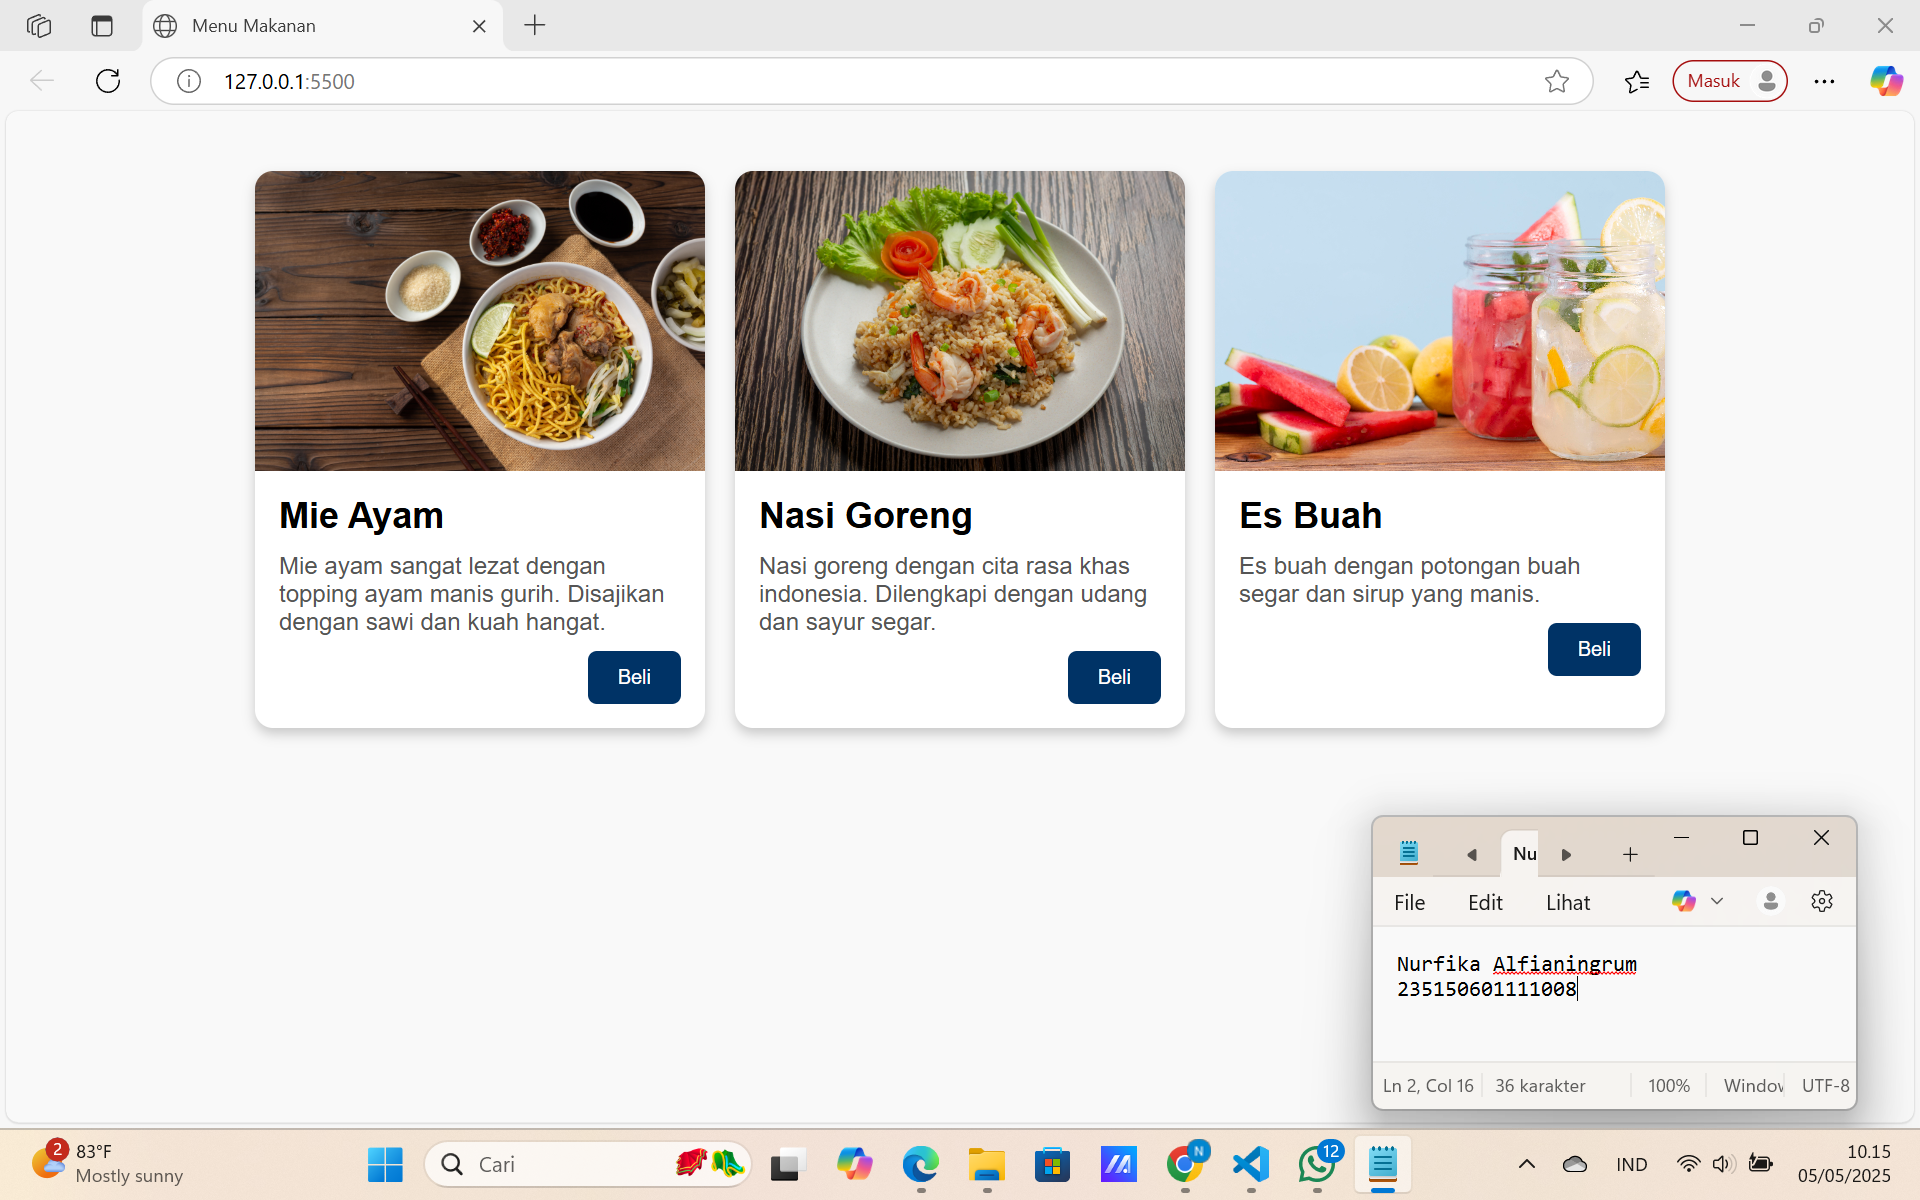 Menu Makanan
127.0.0.1:5500
Masuk
Mie Ayam
Mie ayam sangat lezat dengan
topping ayam manis gurih. Disajikan
dengan sawi dan kuah hangat.
Beli
Nasi Goreng
Nasi goreng dengan cita rasa khas
indonesia. Dilengkapi dengan udang
dan sayur segar.
Beli
Es Buah
Es buah dengan potongan buah
segar dan sirup yang manis.
Beli
Nu
File Edit Lihat
Nurfika Alfianingrum
235150601111008
Ln 2, Col 16 36 karakter 100% Window UTF-8
2
83°F
Mostly sunny
Cari
N
12
IND
10.15
05/05/2025